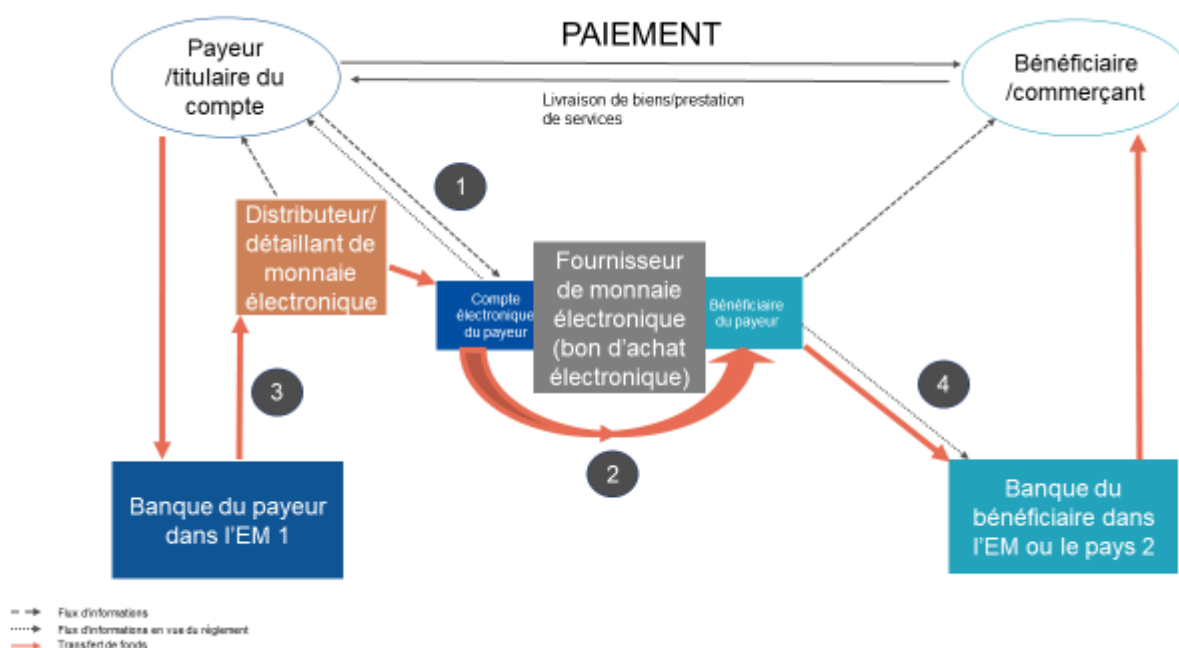 PAIEMENT
Payeur
/titulaire du
compte
Bénéficiaire
/commerçant
Livraison de biens/prestation
de services
1
Distributeur/
détaillant de
monnaie
électronique
Compte
électronique
du payeur
Fournisseur
de monnaie
électronique
(bon d'achat
électronique)
Bénéficiaire
du payeur
3
4
2
Banque du payeur
dans l'EM 1
Banque du
bénéficiaire dans
l'EM ou le pays 2
Flux d'informations
Flux d'informations en vue du règlement
Transfert de fonds